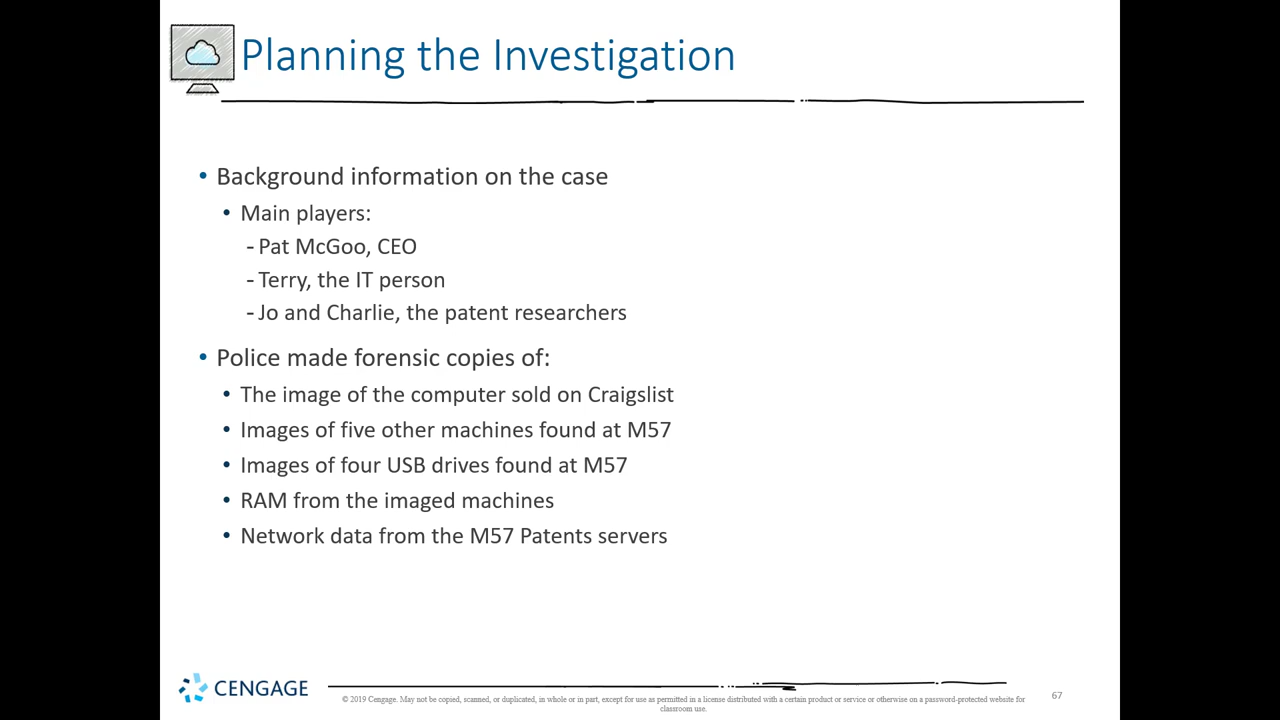 Planning the Investigation
• Background information on the case
• Main players:
- Pat McGoo, CEO
- Terry, the IT person
- Jo and Charlie, the patent researchers
• Police made forensic copies of:
• The image of the computer sold on Craigslist
• Images of five other machines found at M57
• Images of four USB drives found at M57
• RAM from the imaged machines
• Network data from the M57 Patents servers
CENGAGE
© 2019 Cengage. May not be copied, scanned, or duplicated, in whole or in part, except for use as permitted in a license distributed with a certain product or service or otherwise on a password-protected website for
classroom use.
67